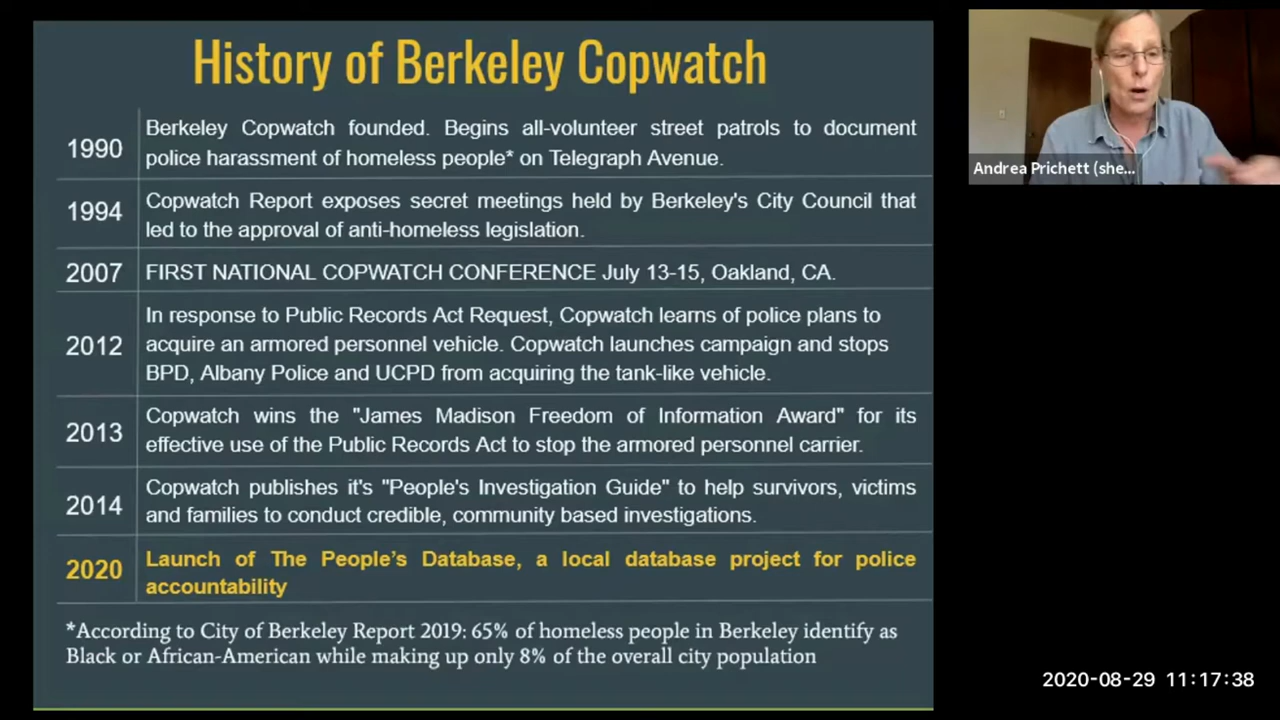 History of Berkeley Copwatch
1990
Berkeley Copwatch founded. Begins all-volunteer street patrols to document
police harassment of homeless people* on Telegraph Avenue.
1994
Copwatch Report exposes secret meetings held by Berkeley's City Council that
led to the approval of anti-homeless legislation.
2007
FIRST NATIONAL COPWATCH CONFERENCE July 13-15, Oakland, CA.
2012
In response to Public Records Act Request, Copwatch learns of police plans to
acquire an armored personnel vehicle. Copwatch launches campaign and stops
BPD, Albany Police and UCPD from acquiring the tank-like vehicle.
2013
Copwatch wins the "James Madison Freedom of Information Award" for its
effective use of the Public Records Act to stop the armored personnel carrier.
2014
Copwatch publishes it's "People's Investigation Guide" to help survivors, victims
and families to conduct credible, community based investigations.
2020
Launch of The People’s Database, a local database project for police
accountability
*According to City of Berkeley Report 2019: 65% of homeless people in Berkeley identify as
Black or African-American while making up only 8% of the overall city population
Andrea Prichett (she...
2020-08-29 11:17:38